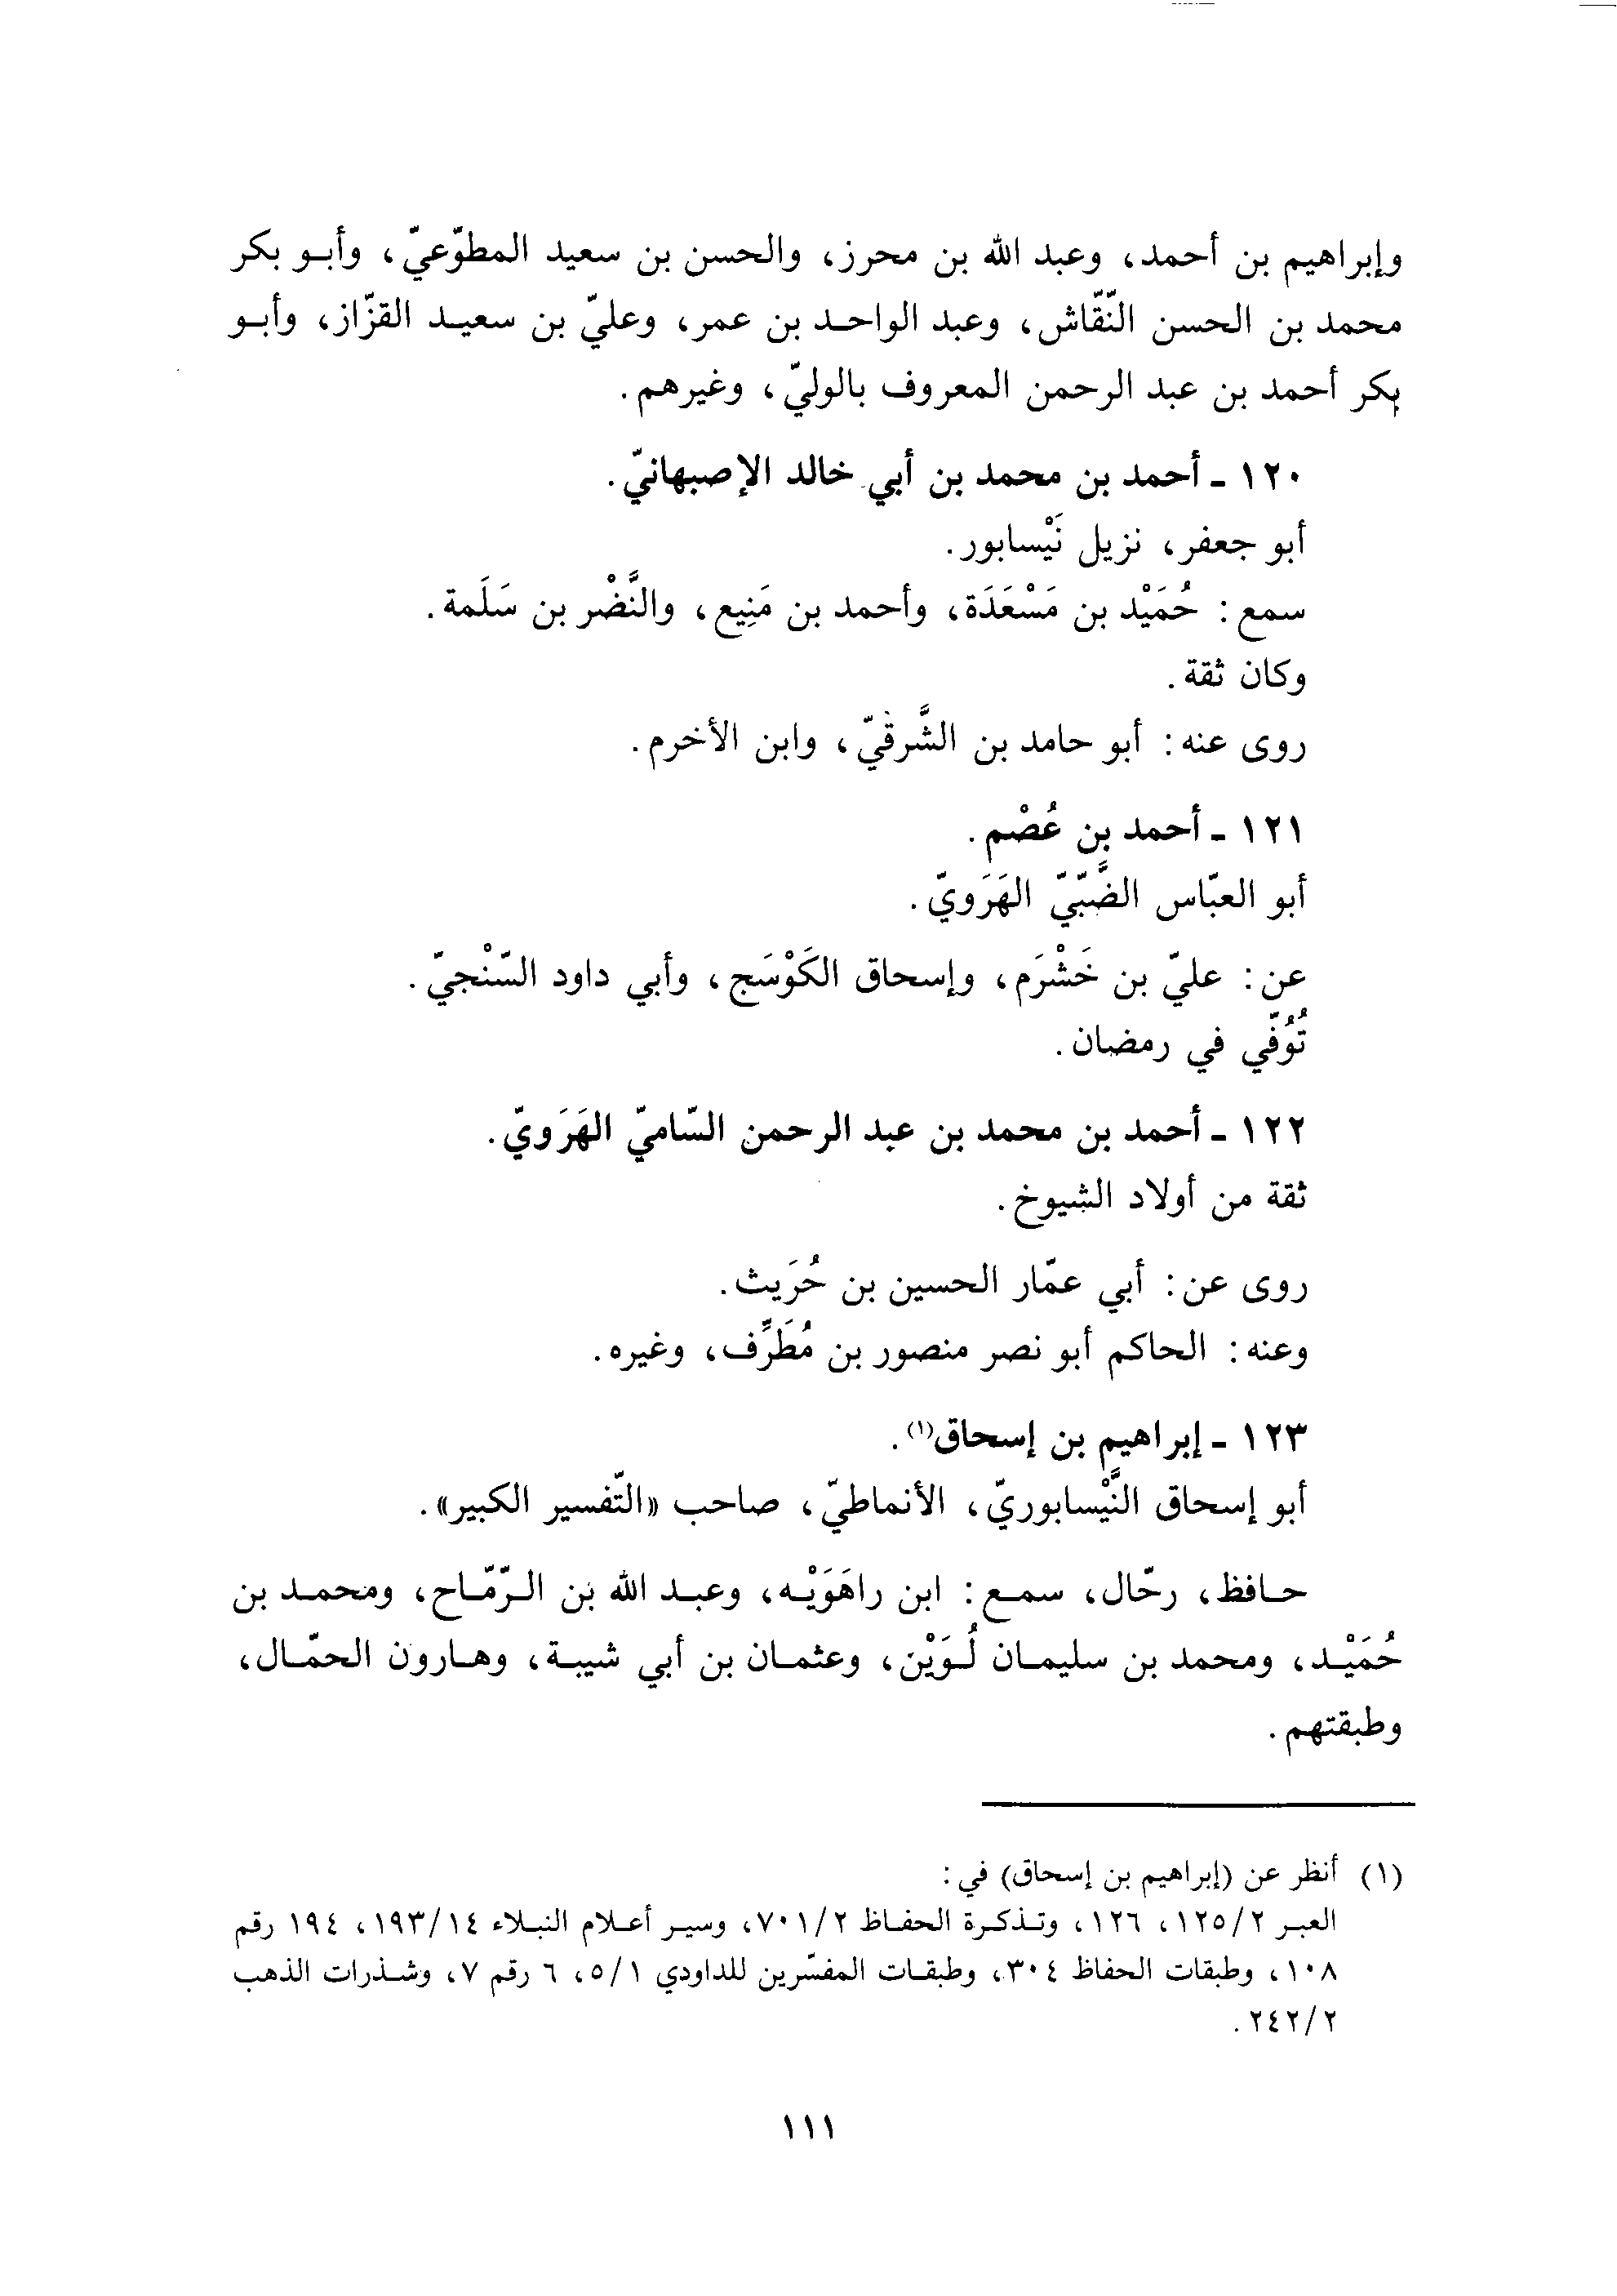 وإبراهيم بن أحمد، وعبد الله بن محرز، والحسن بن سعيد المطوّعيّ، وأبو بكر
محمد بن الحسن النّقّاش، وعبد الواحد بن عمر، وعليّ بن سعيد القزّاز، وأبو
بكر أحمد بن عبد الرحمن المعروف بالوليّ، وغيرهم.
١٢٠ - أحمد بن محمد بن أبي خالد الإصبهانيّ.
أبو جعفر، نزيل نَيْسابور.
سمع: حُمَيْد بن مَسْعَدَة، وأحمد بن مَنِيع، والنَّضْر بن سَلَمة.
وكان ثقة.
روى عنه: أبو حامد بن الشَّرقيّ، وابن الأخرم.
١٢١ - أحمد بن عُصْم.
أبو العبّاس الضَّبّيّ الهَرَويّ.
عن: عليّ بن خَشْرَم، وإسحاق الكَوْسَج، وأبي داود السّنْجيّ.
تُوُفّي في رمضان.
١٢٢ - أحمد بن محمد بن عبد الرحمن السّاميّ الهَرَويّ.
ثقة من أولاد الشيوخ.
روى عن: أبي عمّار الحسين بن حُرَيث.
وعنه: الحاكم أبو نصر منصور بن مُطَرِّف، وغيره.
١٢٣ - إبراهيم بن إسحاق(١).
أبو إسحاق النَّيْسابوريّ، الأنماطيّ، صاحب «التّفسير الكبير».
حافظ، رحّال، سمع: ابن راهَوَيْه، وعبد الله بن الرّمّاح، ومحمد بن
حُمَيْد، ومحمد بن سليمان لُوَيْن، وعثمان بن أبي شيبة، وهارون الحمّال،
وطبقتهم.
(١) أنظر عن (إبراهيم بن إسحاق) في:
العبر ١٢٥/٢، ١٢٦، وتذكرة الحفاظ ٧٠١/٢، وسير أعلام النبلاء ١٩٣/١٤، ١٩٤ رقم
١٠٨، وطبقات الحفاظ ٣٠٤، وطبقات المفسّرين للداودي ٥/١، ٦ رقم ٧، وشذرات الذهب
٢٤٢/٢.
١١١